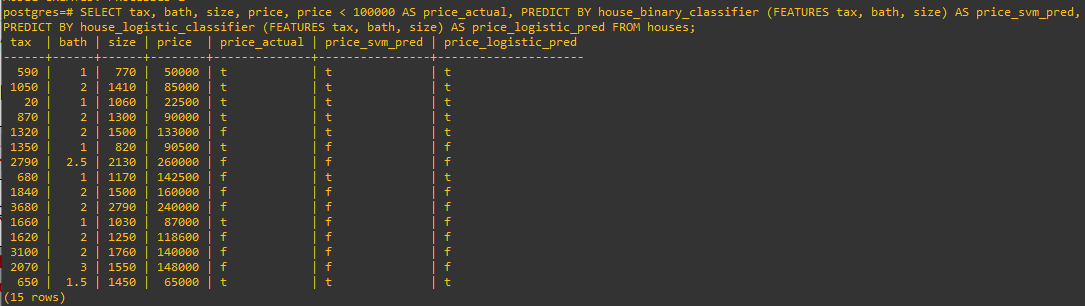 postgres=# SELECT tax, bath, size, price, price < 100000 AS price_actual, PREDICT BY house_binary_classifier (FEATURES tax, bath, size) AS price_svm_pred,
PREDICT BY house_logistic_classifier (FEATURES tax, bath, size) AS price_logistic_pred FROM houses;
 tax  | bath | size | price  | price_actual | price_svm_pred | price_logistic_pred
------+------+------+--------+--------------+----------------+---------------------
  590 |    1 |  770 |  50000 | t            | t              | t
 1050 |    2 | 1410 |  85000 | t            | t              | t
   20 |    1 | 1060 |  22500 | t            | t              | t
  870 |    2 | 1300 |  90000 | t            | t              | t
 1320 |    2 | 1500 | 133000 | f            | t              | t
 1350 |    1 |  820 |  90500 | t            | f              | f
 2790 |  2.5 | 2130 | 260000 | f            | f              | f
  680 |    1 | 1170 | 142500 | f            | t              | t
 1840 |    2 | 1500 | 160000 | f            | f              | f
 3680 |    2 | 2790 | 240000 | f            | f              | f
 1660 |    1 | 1030 |  87000 | t            | f              | f
 1620 |    2 | 1250 | 118600 | f            | f              | f
 3100 |    2 | 1760 | 140000 | f            | f              | f
 2070 |    3 | 1550 | 148000 | f            | f              | f
  650 |  1.5 | 1450 |  65000 | t            | t              | t
(15 rows)